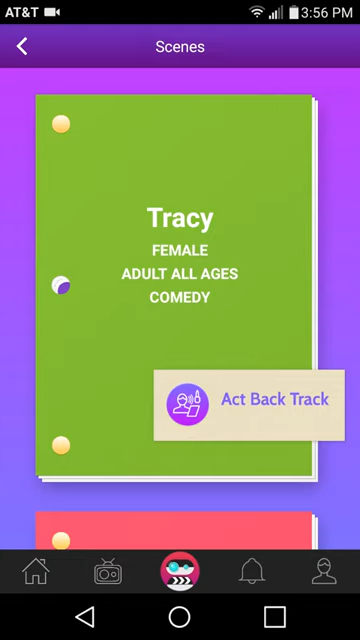 AT&T 3:56 PM
Scenes
Tracy
FEMALE
ADULT ALL AGES
COMEDY
Act Back Track